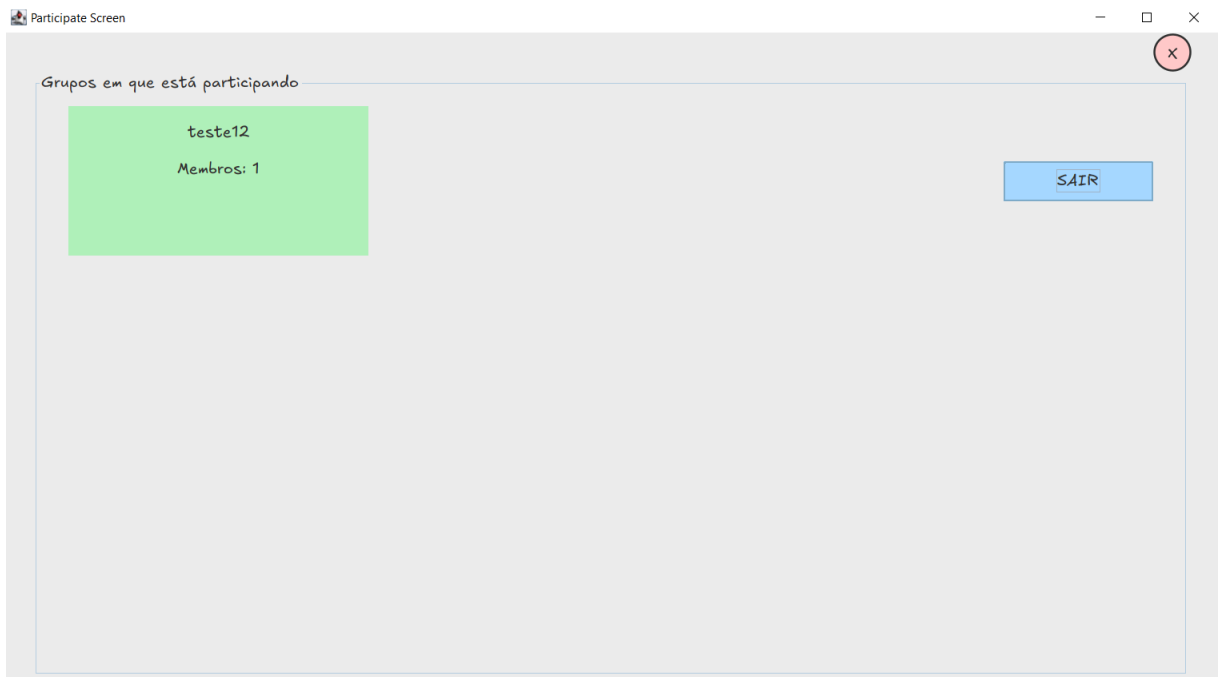 Participate Screen
X
Grupos em que está participando
teste12
Membros: 1
SAIR